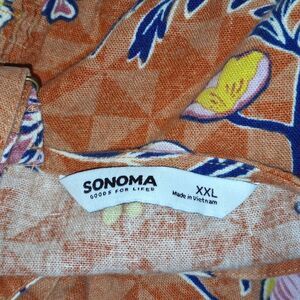 SONOMA
GOODS FOR LIFE®
XXL
Made in Vietnam